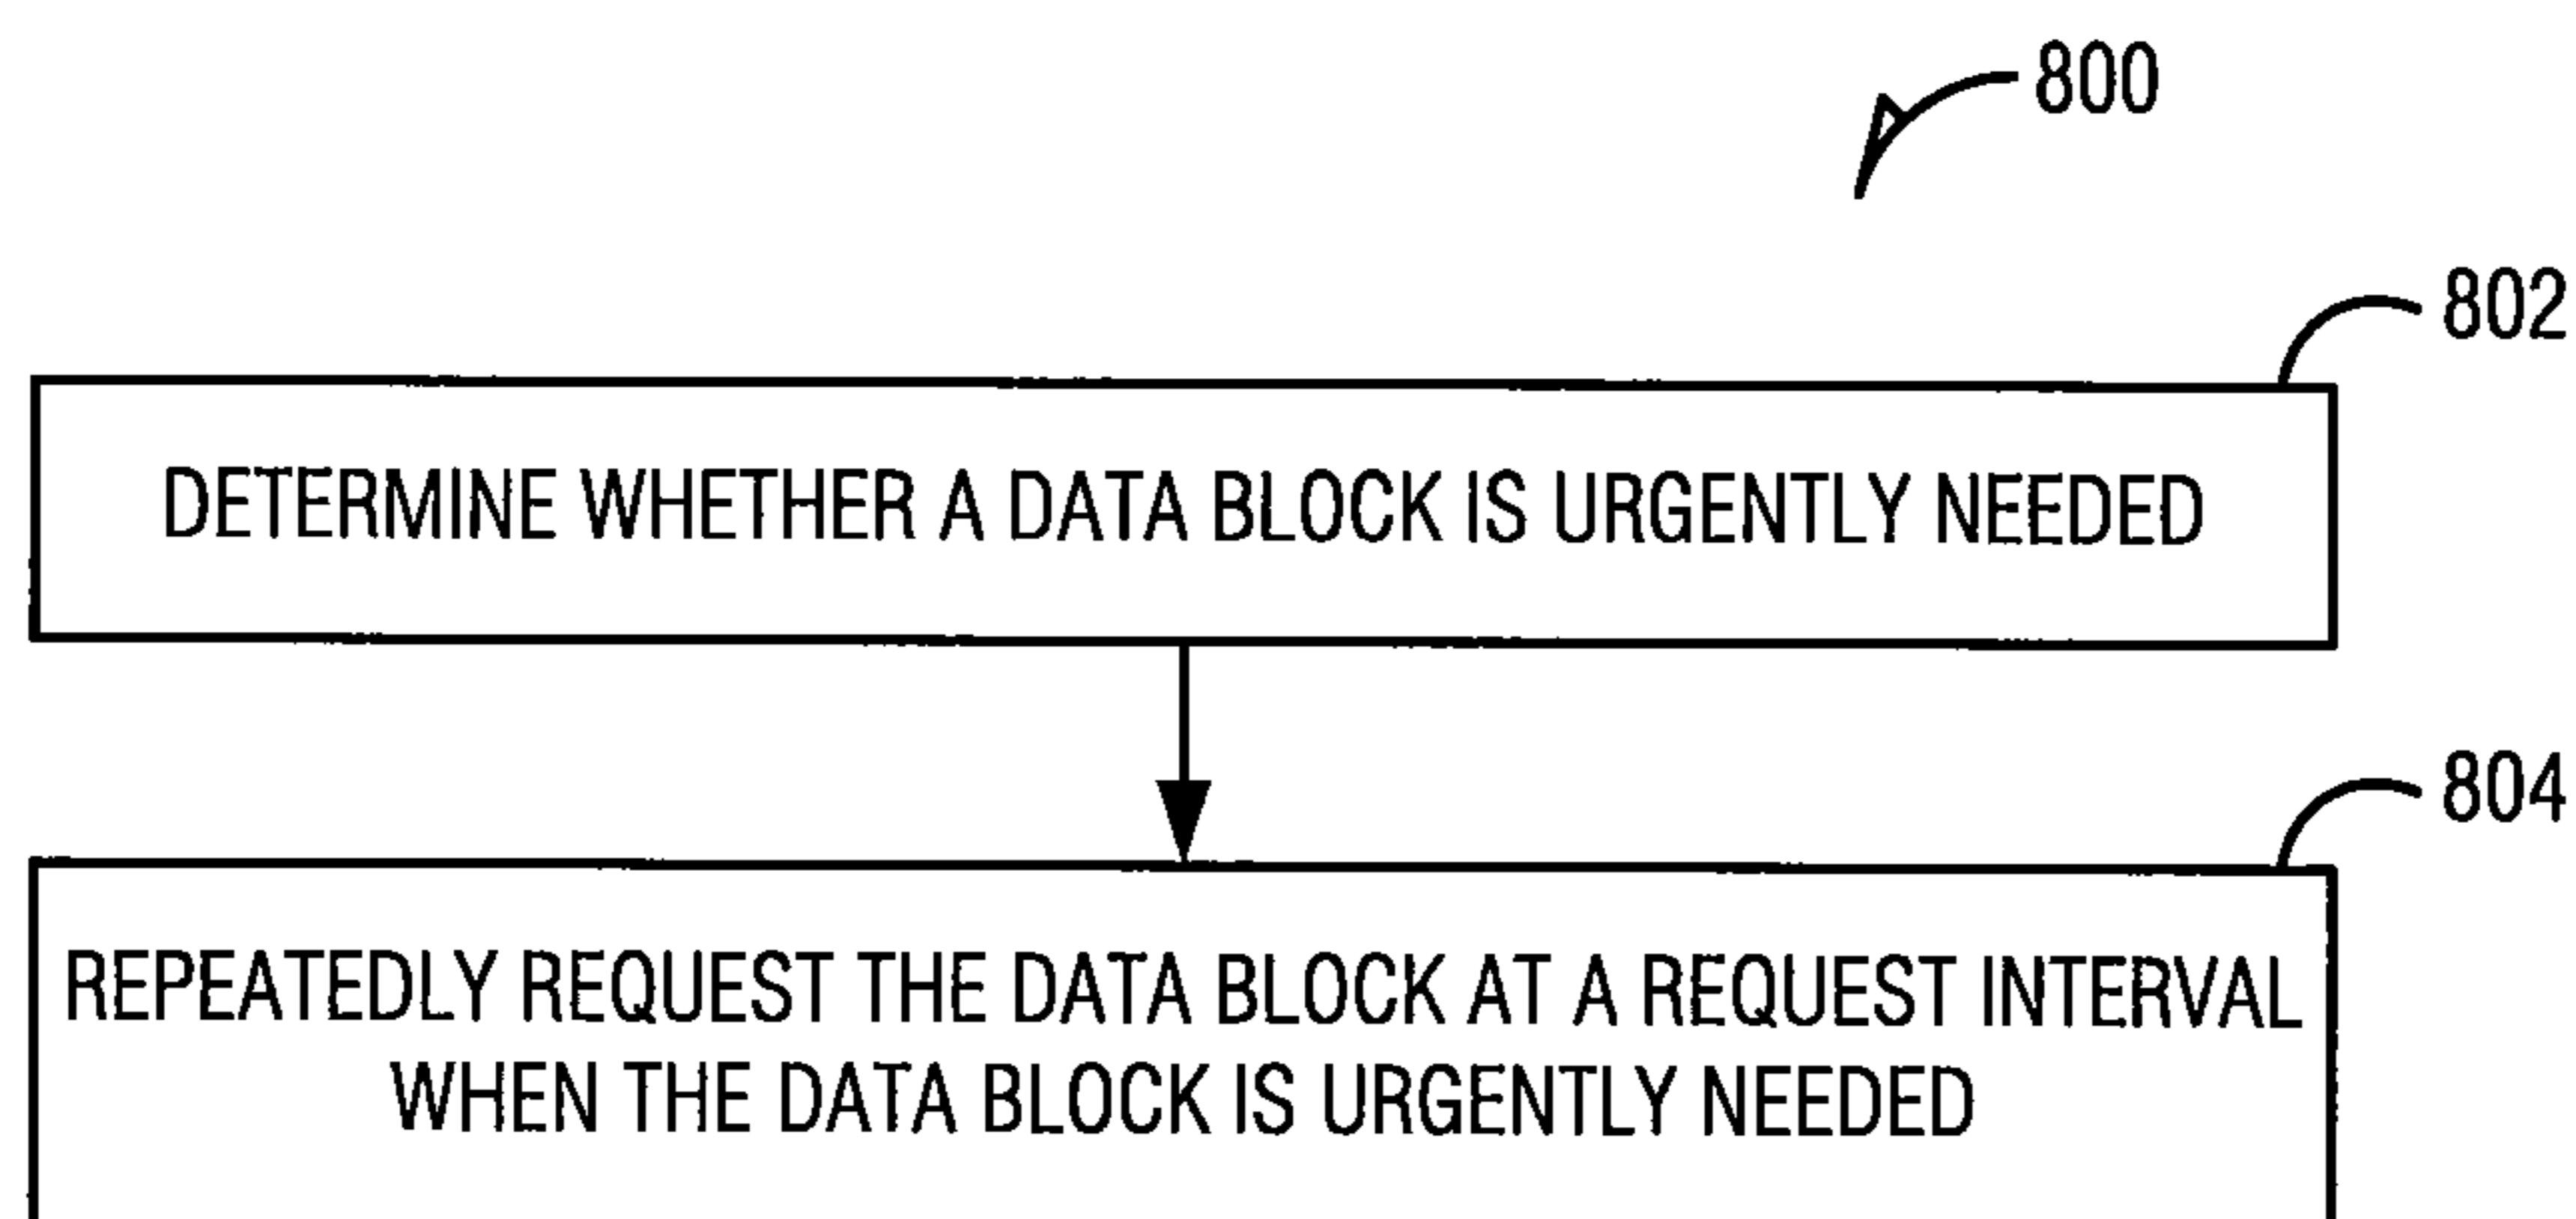 800
802
DETERMINE WHETHER A DATA BLOCK IS URGENTLY NEEDED
804
REPEATEDLY REQUEST THE DATA BLOCK AT A REQUEST INTERVAL
WHEN THE DATA BLOCK IS URGENTLY NEEDED